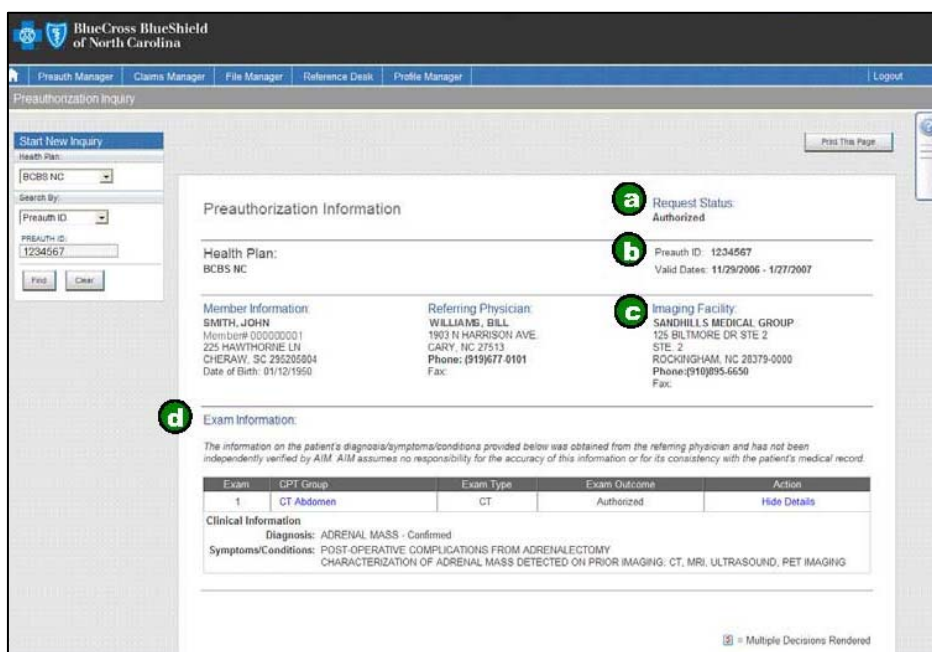 BlueCross BlueShield
of North Carolina
Preauth Manager Claims Manager File Manager Reference Desk Profile Manager Logout
Preauthorization Inquiry
Start New Inquiry
Health Plan:
BCBS NC
Search By:
Preauth ID
PREAUTH ID:
1234567
Find Clear
Print This Page
Preauthorization Information
a
Request Status:
Authorized
Health Plan:
BCBS NC
b
Preauth ID: 1234567
Valid Dates: 11/29/2006 - 1/27/2007
Member Information:
SMITH, JOHN
Member# 000000001
225 HAWTHORNE LN
CHERAW, SC 295205804
Date of Birth: 01/12/1950
Referring Physician:
WILLIAMS, BILL
1903 N HARRISON AVE.
CARY, NC 27513
Phone: (919)677-0101
Fax:
c
Imaging Facility:
SANDHILLS MEDICAL GROUP
125 BILTMORE DR STE 2
STE. 2
ROCKINGHAM, NC 28379-0000
Phone:(910)895-6650
Fax:
d
Exam Information:
The information on the patient's diagnosis/symptoms/conditions provided below was obtained from the referring physician and has not been
independently verified by AIM. AIM assumes no responsibility for the accuracy of this information or for its consistency with the patient's medical record.
Exam CPT Group Exam Type Exam Outcome Action
1 CT Abdomen CT Authorized Hide Details
Clinical Information
Diagnosis: ADRENAL MASS - Confirmed
Symptoms/Conditions: POST-OPERATIVE COMPLICATIONS FROM ADRENALECTOMY
CHARACTERIZATION OF ADRENAL MASS DETECTED ON PRIOR IMAGING: CT, MRI, ULTRASOUND, PET IMAGING
= Multiple Decisions Rendered